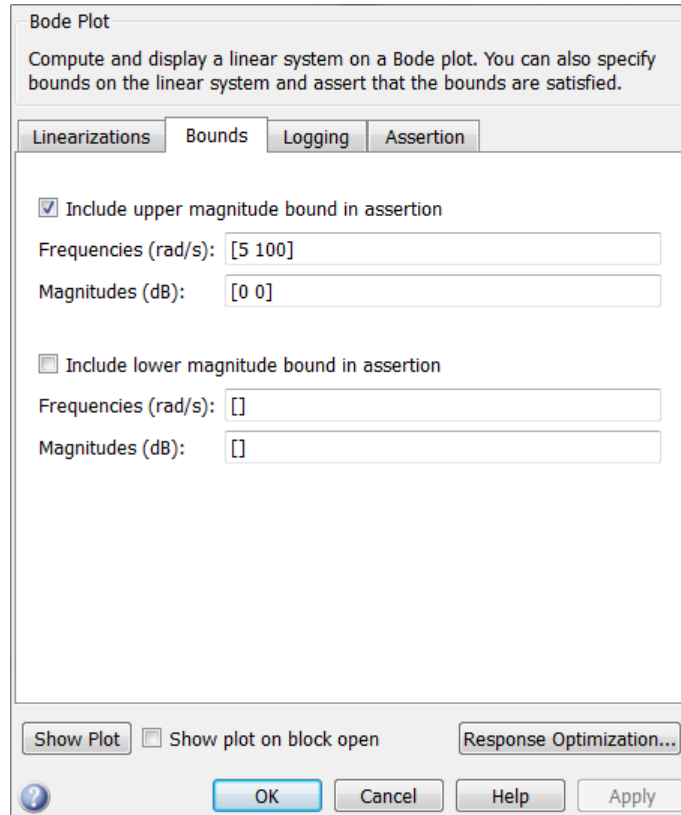 Bode Plot
Compute and display a linear system on a Bode plot. You can also specify
bounds on the linear system and assert that the bounds are satisfied.
Linearizations Bounds Logging Assertion
Include upper magnitude bound in assertion
Frequencies (rad/s): [5 100]
Magnitudes (dB): [0 0]
Include lower magnitude bound in assertion
Frequencies (rad/s): []
Magnitudes (dB): []
Show Plot Show plot on block open Response Optimization...
? OK Cancel Help Apply